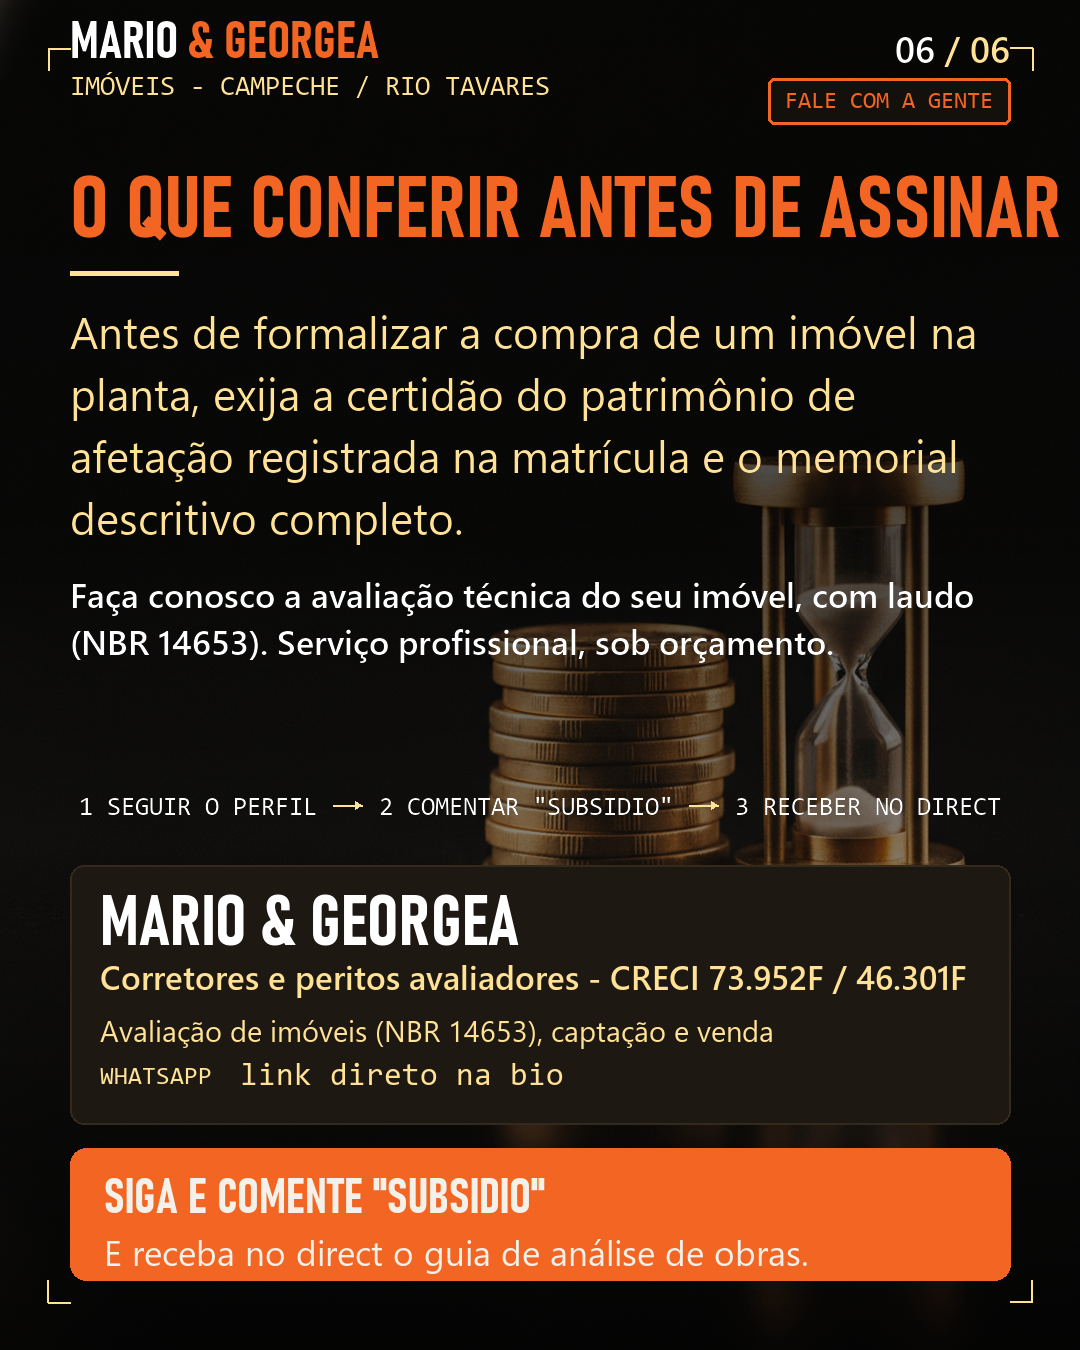 MARIO & GEORGEA
IMÓVEIS - CAMPECHE / RIO TAVARES
06 / 06
FALE COM A GENTE
O QUE CONFERIR ANTES DE ASSINAR
Antes de formalizar a compra de um imóvel na
planta, exija a certidão do patrimônio de
afetação registrada na matrícula e o memorial
descritivo completo.
Faça conosco a avaliação técnica do seu imóvel, com laudo
(NBR 14653). Serviço profissional, sob orçamento.
1 SEGUIR O PERFIL → 2 COMENTAR "SUBSIDIO" → 3 RECEBER NO DIRECT
MARIO & GEORGEA
Corretores e peritos avaliadores - CRECI 73.952F / 46.301F
Avaliação de imóveis (NBR 14653), captação e venda
WHATSAPP link direto na bio
SIGA E COMENTE "SUBSIDIO"
E receba no direct o guia de análise de obras.